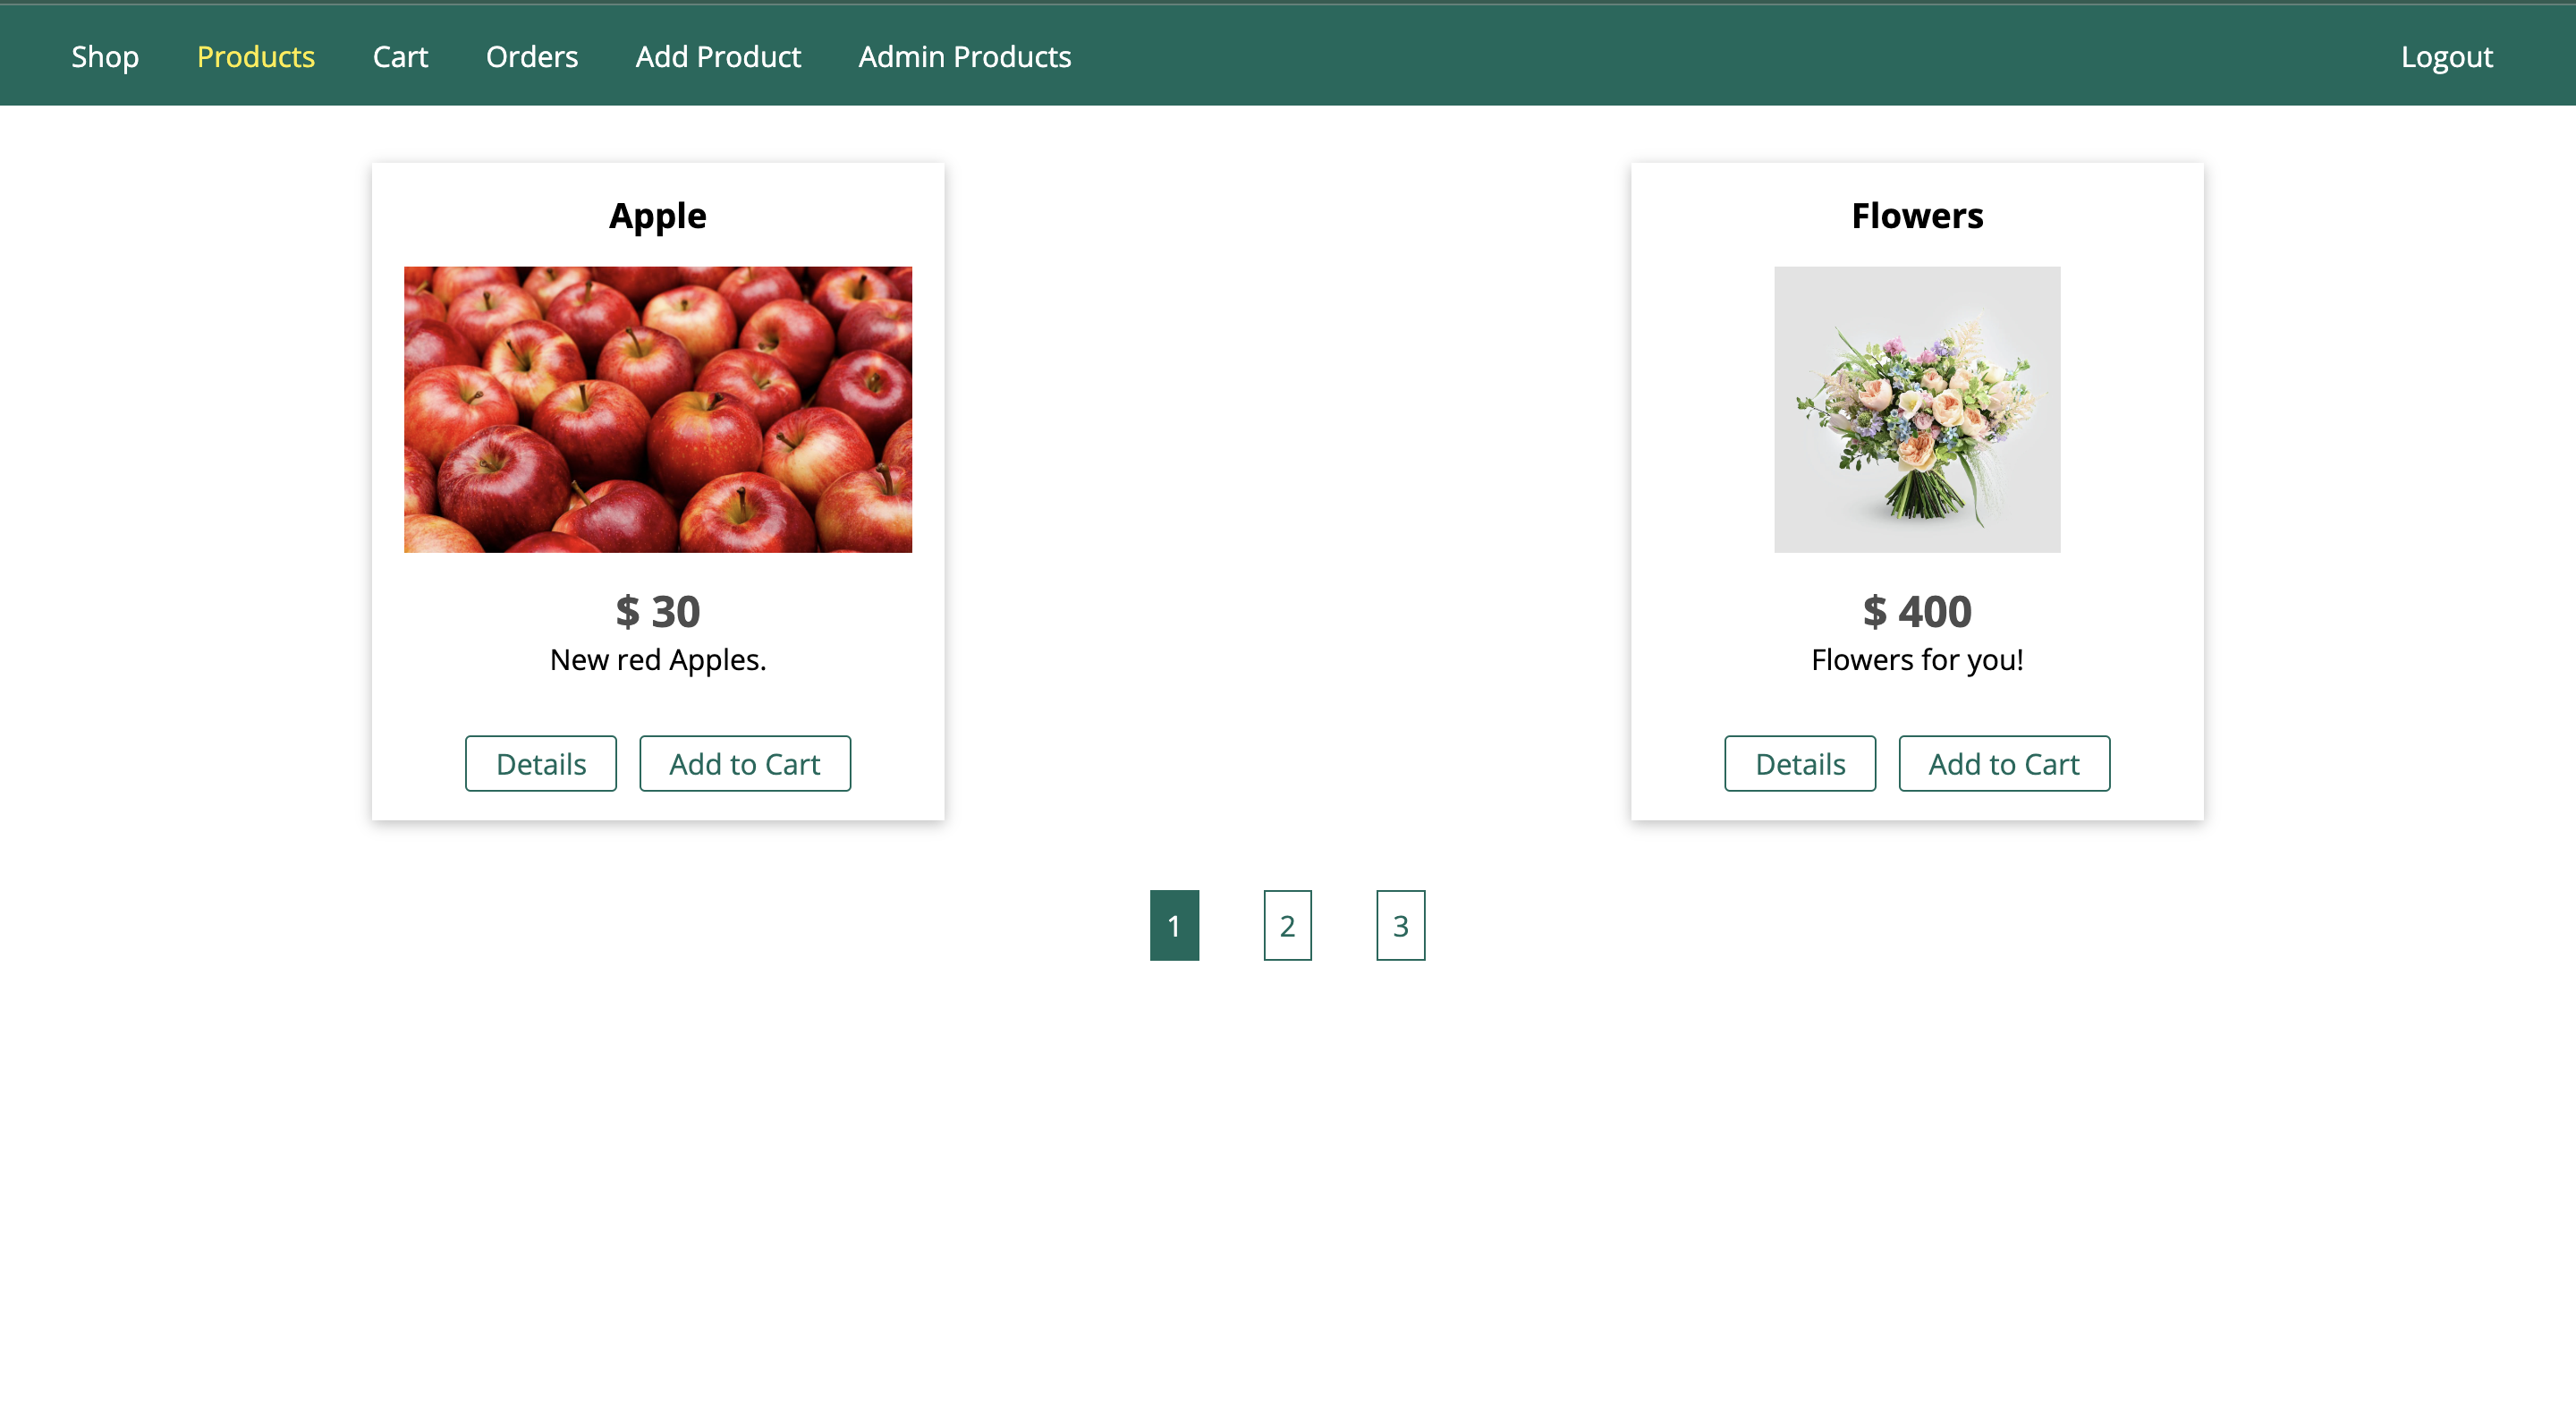 Shop Products Cart Orders Add Product Admin Products Logout
Apple
$ 30
New red Apples.
Details Add to Cart
Flowers
$ 400
Flowers for you!
Details Add to Cart
1 2 3